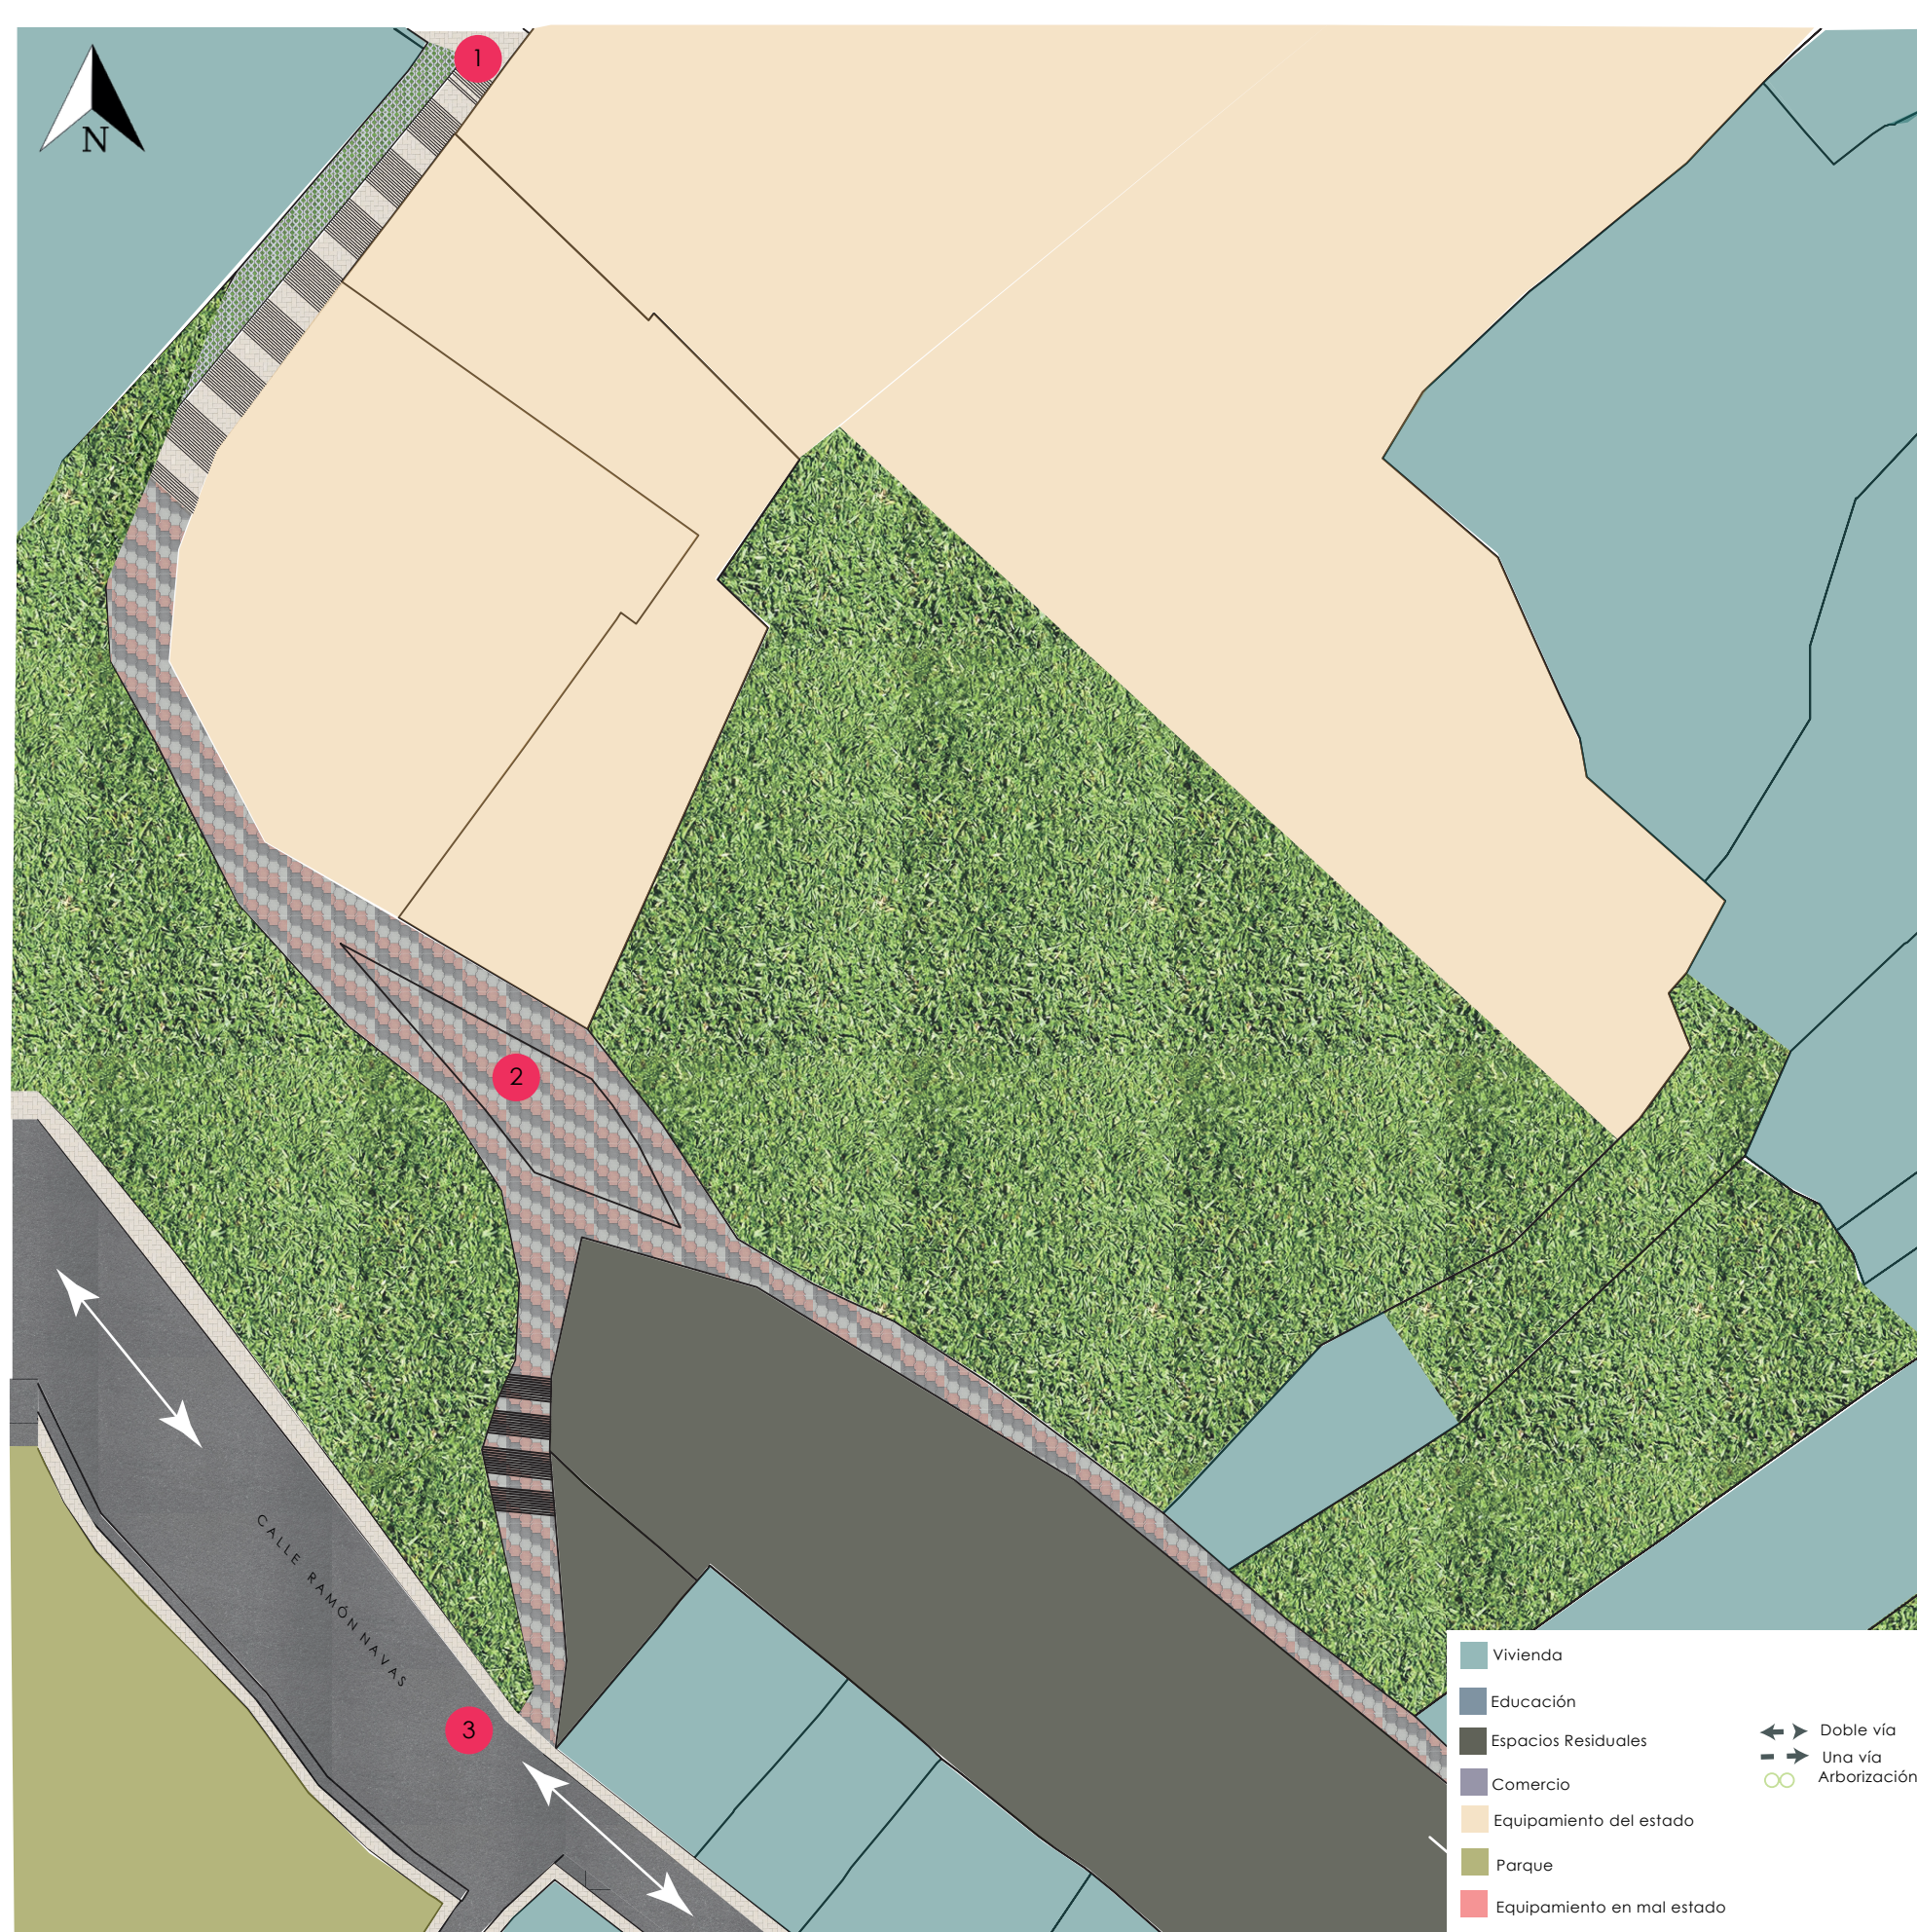 1
N
2
CALLE RAMÓN NAVAS
3
Vivienda
Educación
Espacios Residuales
Comercio
Equipamiento del estado
Parque
Equipamiento en mal estado
Doble vía
Una vía
Arborización